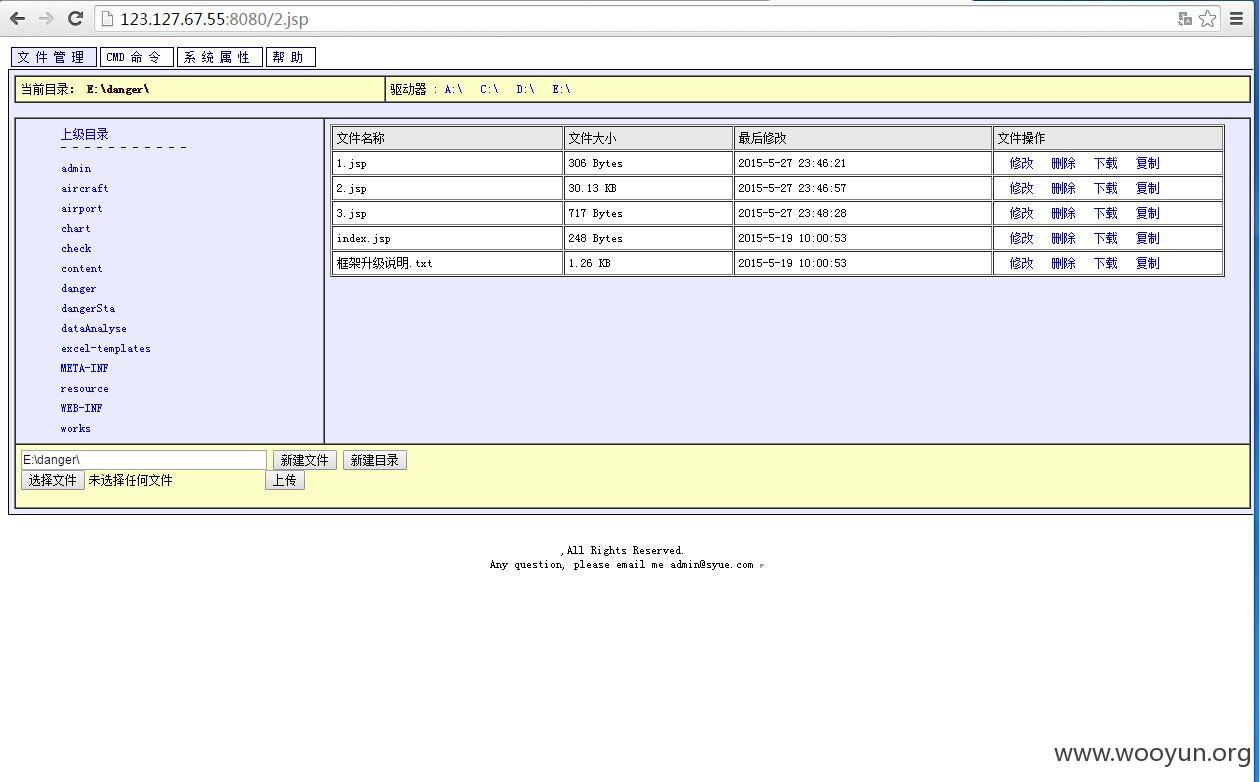 123.127.67.55:8080/2.jsp
文件管理 CMD 命令 系统属性 帮助
当前目录: E:\danger\ 驱动器 : A:\ C:\ D:\ E:\
上级目录
- - - - - - - - - - -
admin
aircraft
airport
chart
check
content
danger
dangerSta
dataAnalyse
excel-templates
META-INF
resource
WEB-INF
works
文件名称 文件大小 最后修改 文件操作
1.jsp 306 Bytes 2015-5-27 23:46:21 修改 删除 下载 复制
2.jsp 30.13 KB 2015-5-27 23:46:57 修改 删除 下载 复制
3.jsp 717 Bytes 2015-5-27 23:48:28 修改 删除 下载 复制
index.jsp 248 Bytes 2015-5-19 10:00:53 修改 删除 下载 复制
框架升级说明.txt 1.26 KB 2015-5-19 10:00:53 修改 删除 下载 复制
E:\danger\ 新建文件 新建目录
选择文件 未选择任何文件 上传
,All Rights Reserved.
Any question, please email me admin@syue.com
www.wooyun.org